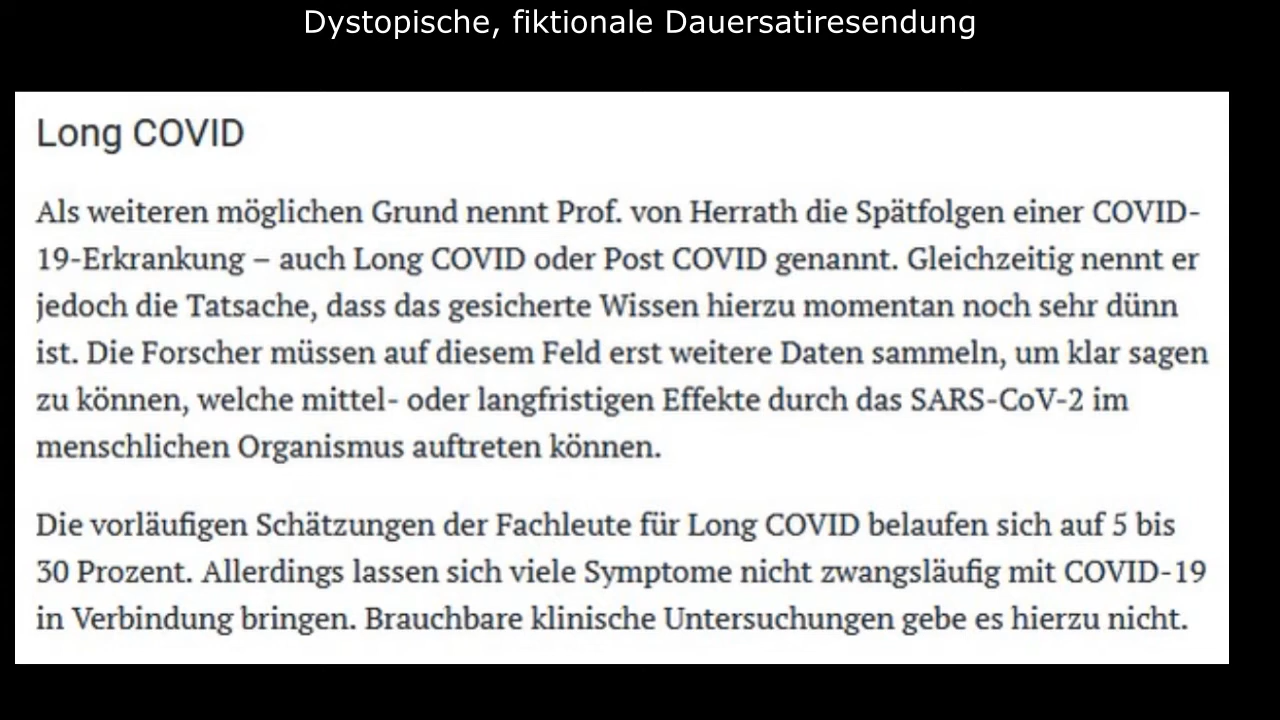 Dystopische, fiktionale Dauersatiresendung
Long COVID
Als weiteren möglichen Grund nennt Prof. von Herrath die Spätfolgen einer COVID-
19-Erkrankung – auch Long COVID oder Post COVID genannt. Gleichzeitig nennt er
jedoch die Tatsache, dass das gesicherte Wissen hierzu momentan noch sehr dünn
ist. Die Forscher müssen auf diesem Feld erst weitere Daten sammeln, um klar sagen
zu können, welche mittel- oder langfristigen Effekte durch das SARS-CoV-2 im
menschlichen Organismus auftreten können.
Die vorläufigen Schätzungen der Fachleute für Long COVID belaufen sich auf 5 bis
30 Prozent. Allerdings lassen sich viele Symptome nicht zwangsläufig mit COVID-19
in Verbindung bringen. Brauchbare klinische Untersuchungen gebe es hierzu nicht.